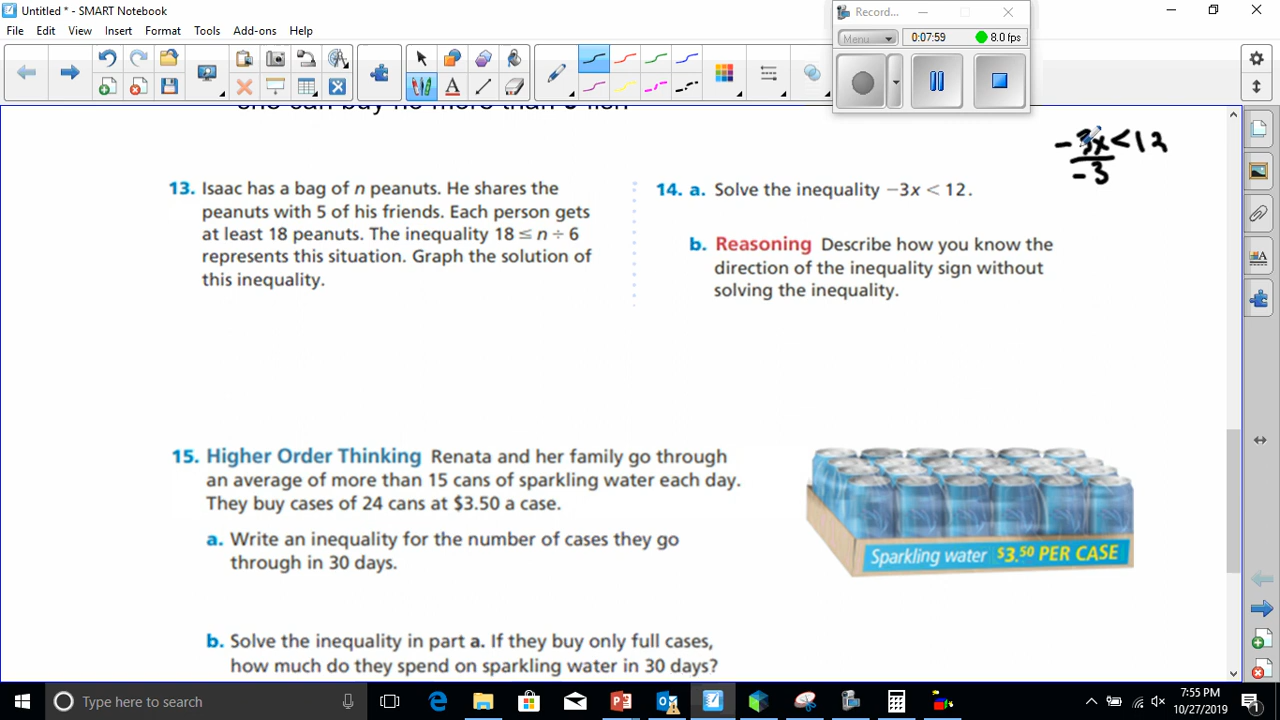 Untitled * - SMART Notebook
Record...
File Edit View Insert Format Tools Add-ons Help
Menu
0:07:59
8.0 fps
she can buy no more than 6 fish
-3x < 12
-3
13. Isaac has a bag of n peanuts. He shares the
peanuts with 5 of his friends. Each person gets
at least 18 peanuts. The inequality 18 ≤ n ÷ 6
represents this situation. Graph the solution of
this inequality.
14. a. Solve the inequality −3x < 12.
b. Reasoning Describe how you know the
direction of the inequality sign without
solving the inequality.
15. Higher Order Thinking Renata and her family go through
an average of more than 15 cans of sparkling water each day.
They buy cases of 24 cans at $3.50 a case.
a. Write an inequality for the number of cases they go
through in 30 days.
Sparkling water $3.50 PER CASE
b. Solve the inequality in part a. If they buy only full cases,
how much do they spend on sparkling water in 30 days?
Type here to search
7:55 PM
10/27/2019